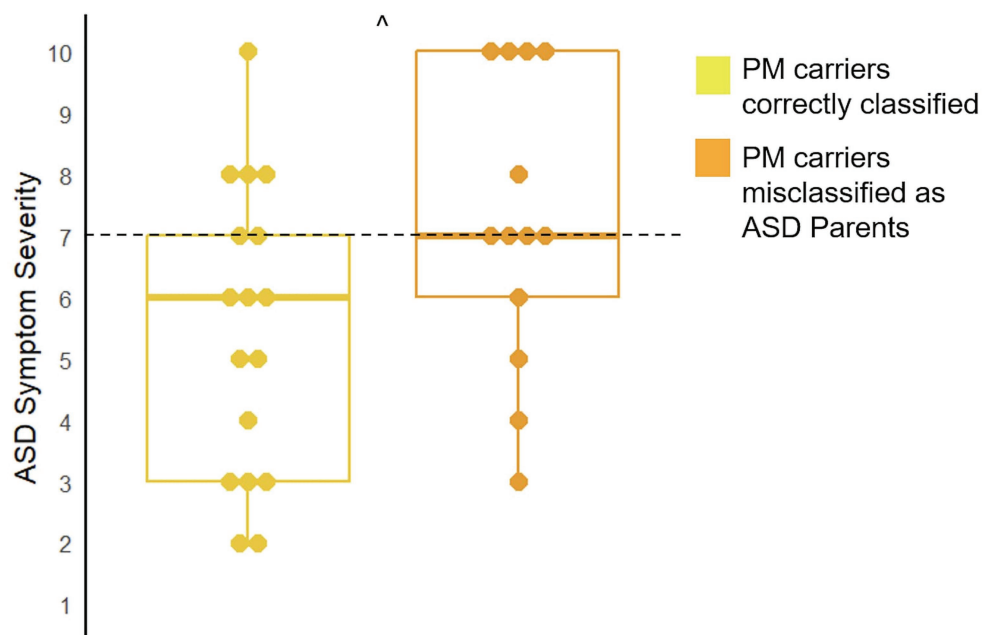 ^
10
9
8
7
6
5
4
3
2
1
ASD Symptom Severity
PM carriers
correctly classified
PM carriers
misclassified as
ASD Parents